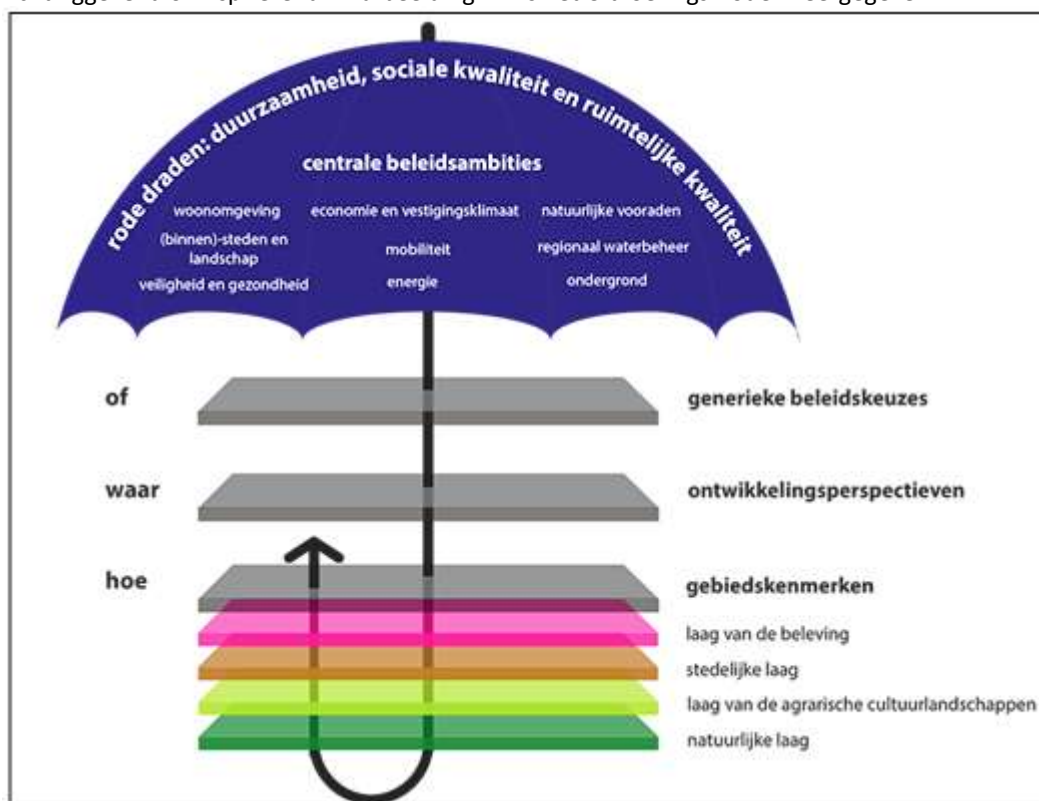 rode draden: duurzaamheid, sociale kwaliteit en ruimtelijke kwaliteit
centrale beleidsambities
woonomgeving
economie en vestigingsklimaat
natuurlijke vooraden
(binnen)-steden en
landschap
mobiliteit
regionaal waterbeheer
veiligheid en gezondheid
energie
ondergrond
of
generieke beleidskeuzes
waar
ontwikkelingsperspectieven
hoe
gebiedskenmerken
laag van de beleving
stedelijke laag
laag van de agrarische cultuurlandschappen
natuurlijke laag